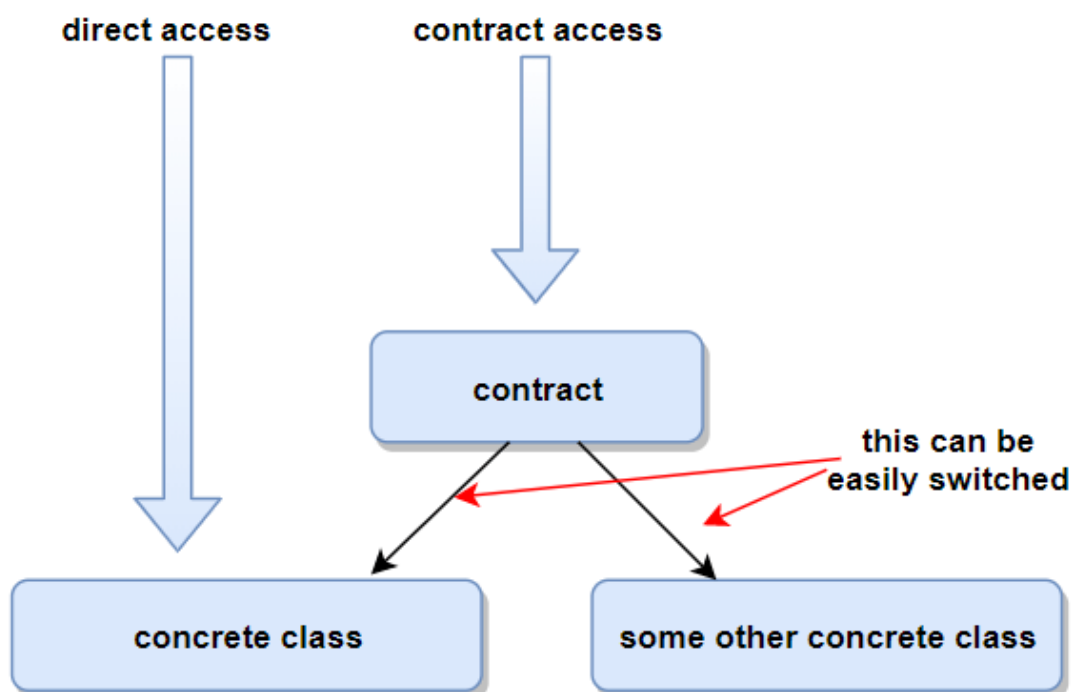 direct access
contract access
contract
this can be
easily switched
concrete class
some other concrete class